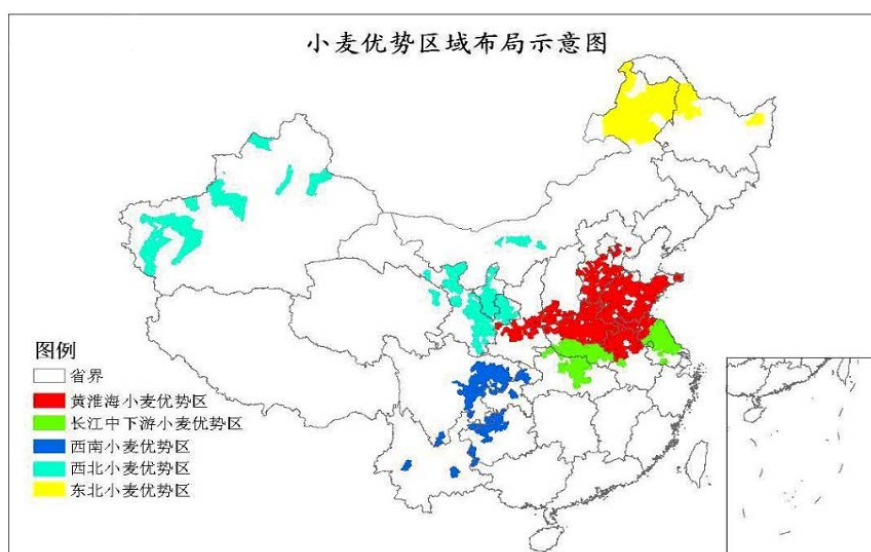 小麦优势区域布局示意图
图例
省界
黄淮海小麦优势区
长江中下游小麦优势区
西南小麦优势区
西北小麦优势区
东北小麦优势区